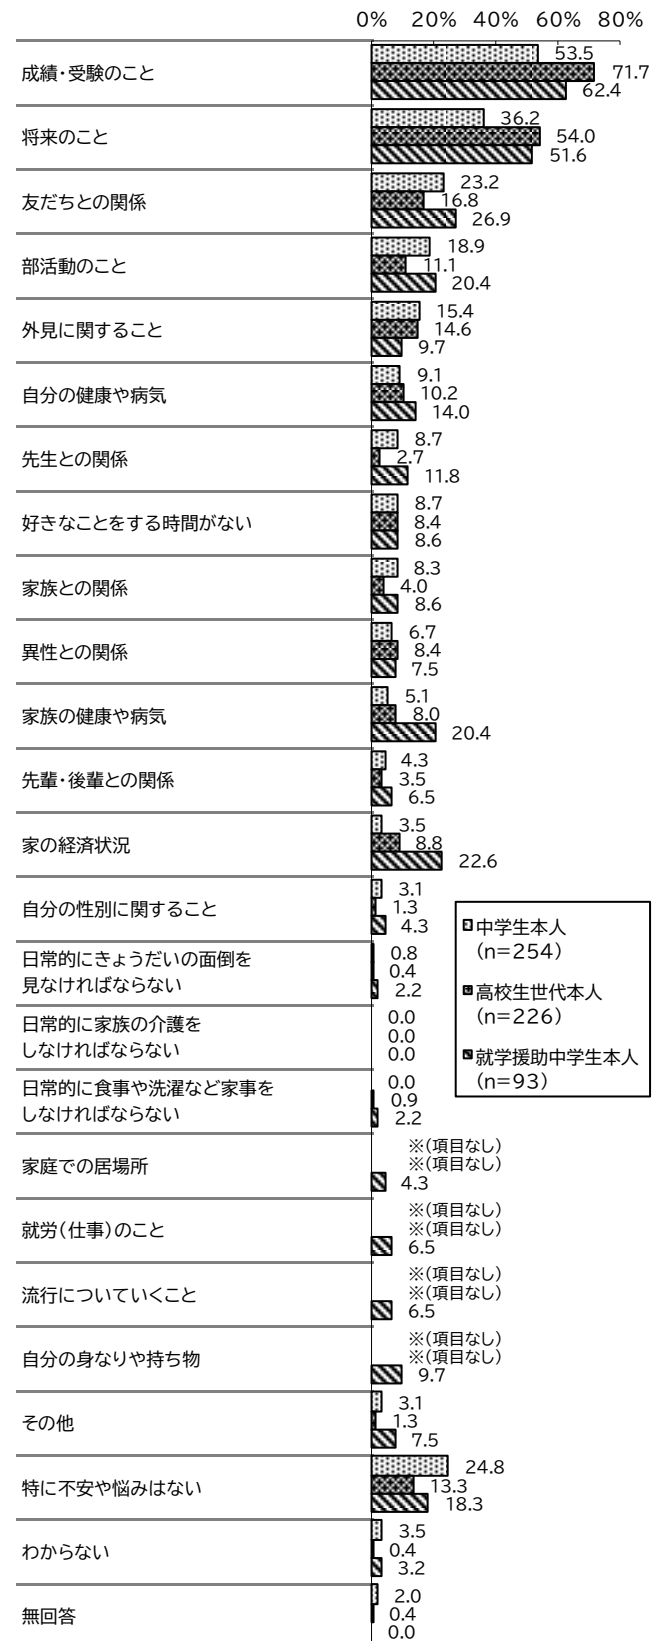 0% 20% 40% 60% 80%
成績・受験のこと
53.5
71.7
62.4
将来のこと
36.2
54.0
51.6
友だちとの関係
23.2
16.8
26.9
部活動のこと
18.9
11.1
20.4
外見に関すること
15.4
14.6
9.7
自分の健康や病気
9.1
10.2
14.0
先生との関係
8.7
2.7
11.8
好きなことをする時間がない
8.7
8.4
8.6
家族との関係
8.3
4.0
8.6
異性との関係
6.7
8.4
7.5
家族の健康や病気
5.1
8.0
20.4
先輩・後輩との関係
4.3
3.5
6.5
家の経済状況
3.5
8.8
22.6
自分の性別に関すること
3.1
1.3
4.3
日常的にきょうだいの面倒を
見なければならない
0.8
0.4
2.2
日常的に家族の介護を
しなければならない
0.0
0.0
0.0
日常的に食事や洗濯など家事を
しなければならない
0.0
0.9
2.2
家庭での居場所
※(項目なし)
※(項目なし)
4.3
就労(仕事)のこと
※(項目なし)
※(項目なし)
6.5
流行についていくこと
※(項目なし)
※(項目なし)
6.5
自分の身なりや持ち物
※(項目なし)
※(項目なし)
9.7
その他
3.1
1.3
7.5
特に不安や悩みはない
24.8
13.3
18.3
わからない
3.5
0.4
3.2
無回答
2.0
0.4
0.0
中学生本人
(n=254)
高校生世代本人
(n=226)
就学援助中学生本人
(n=93)